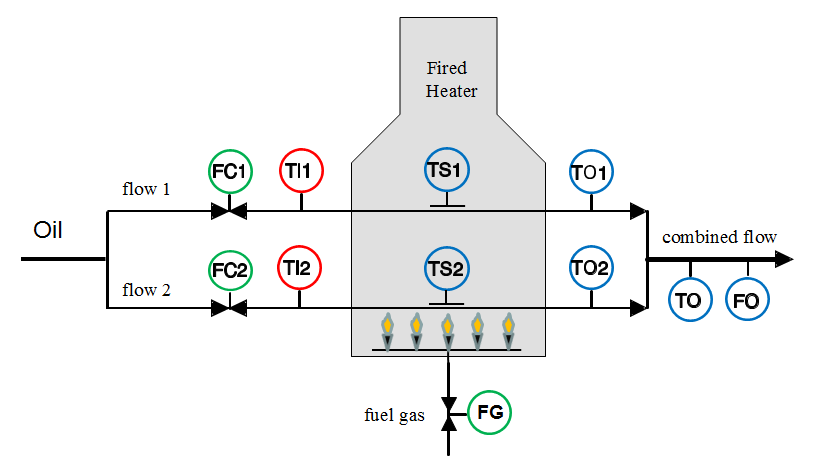 Fired
Heater
FC1
TI1
TS1
TO1
flow 1
Oil
combined flow
FC2
TI2
TS2
TO2
flow 2
TO
FO
fuel gas
FG